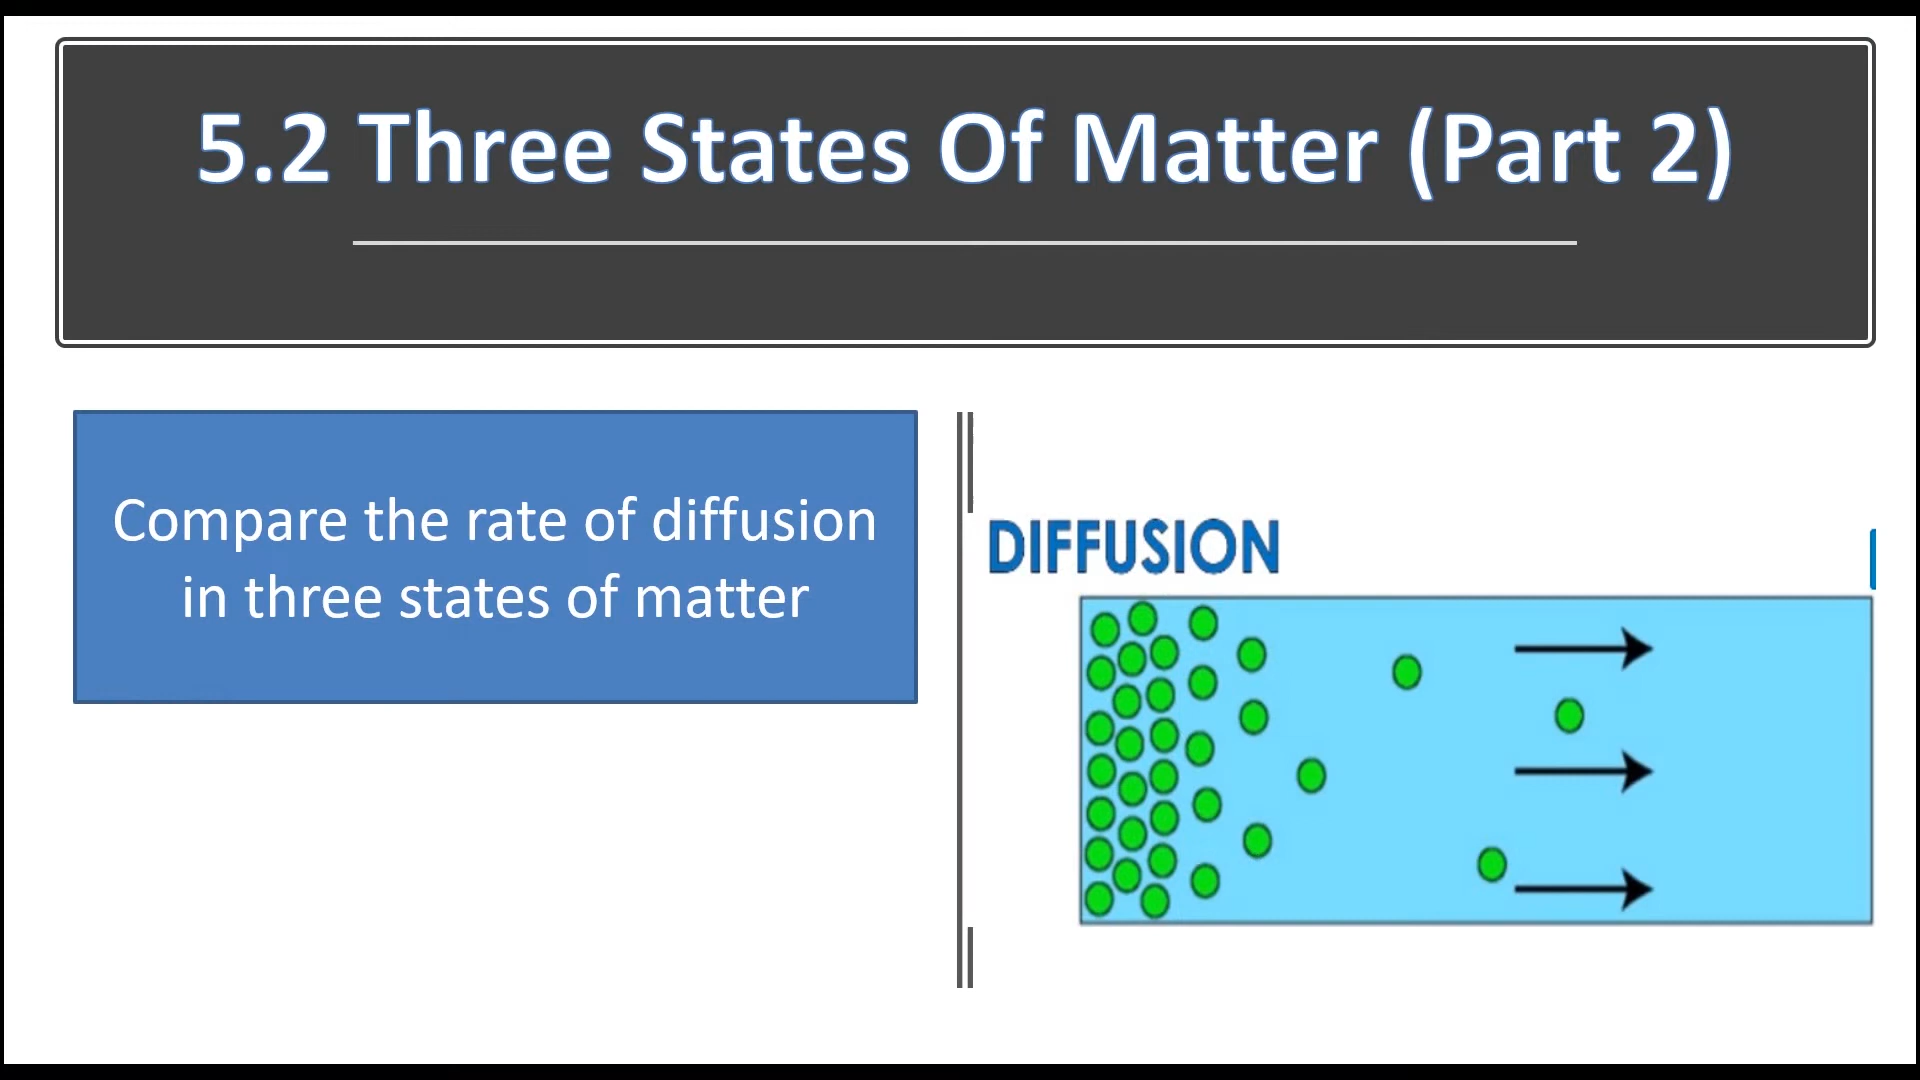 5.2 Three States Of Matter (Part 2)
Compare the rate of diffusion
in three states of matter
DIFFUSION